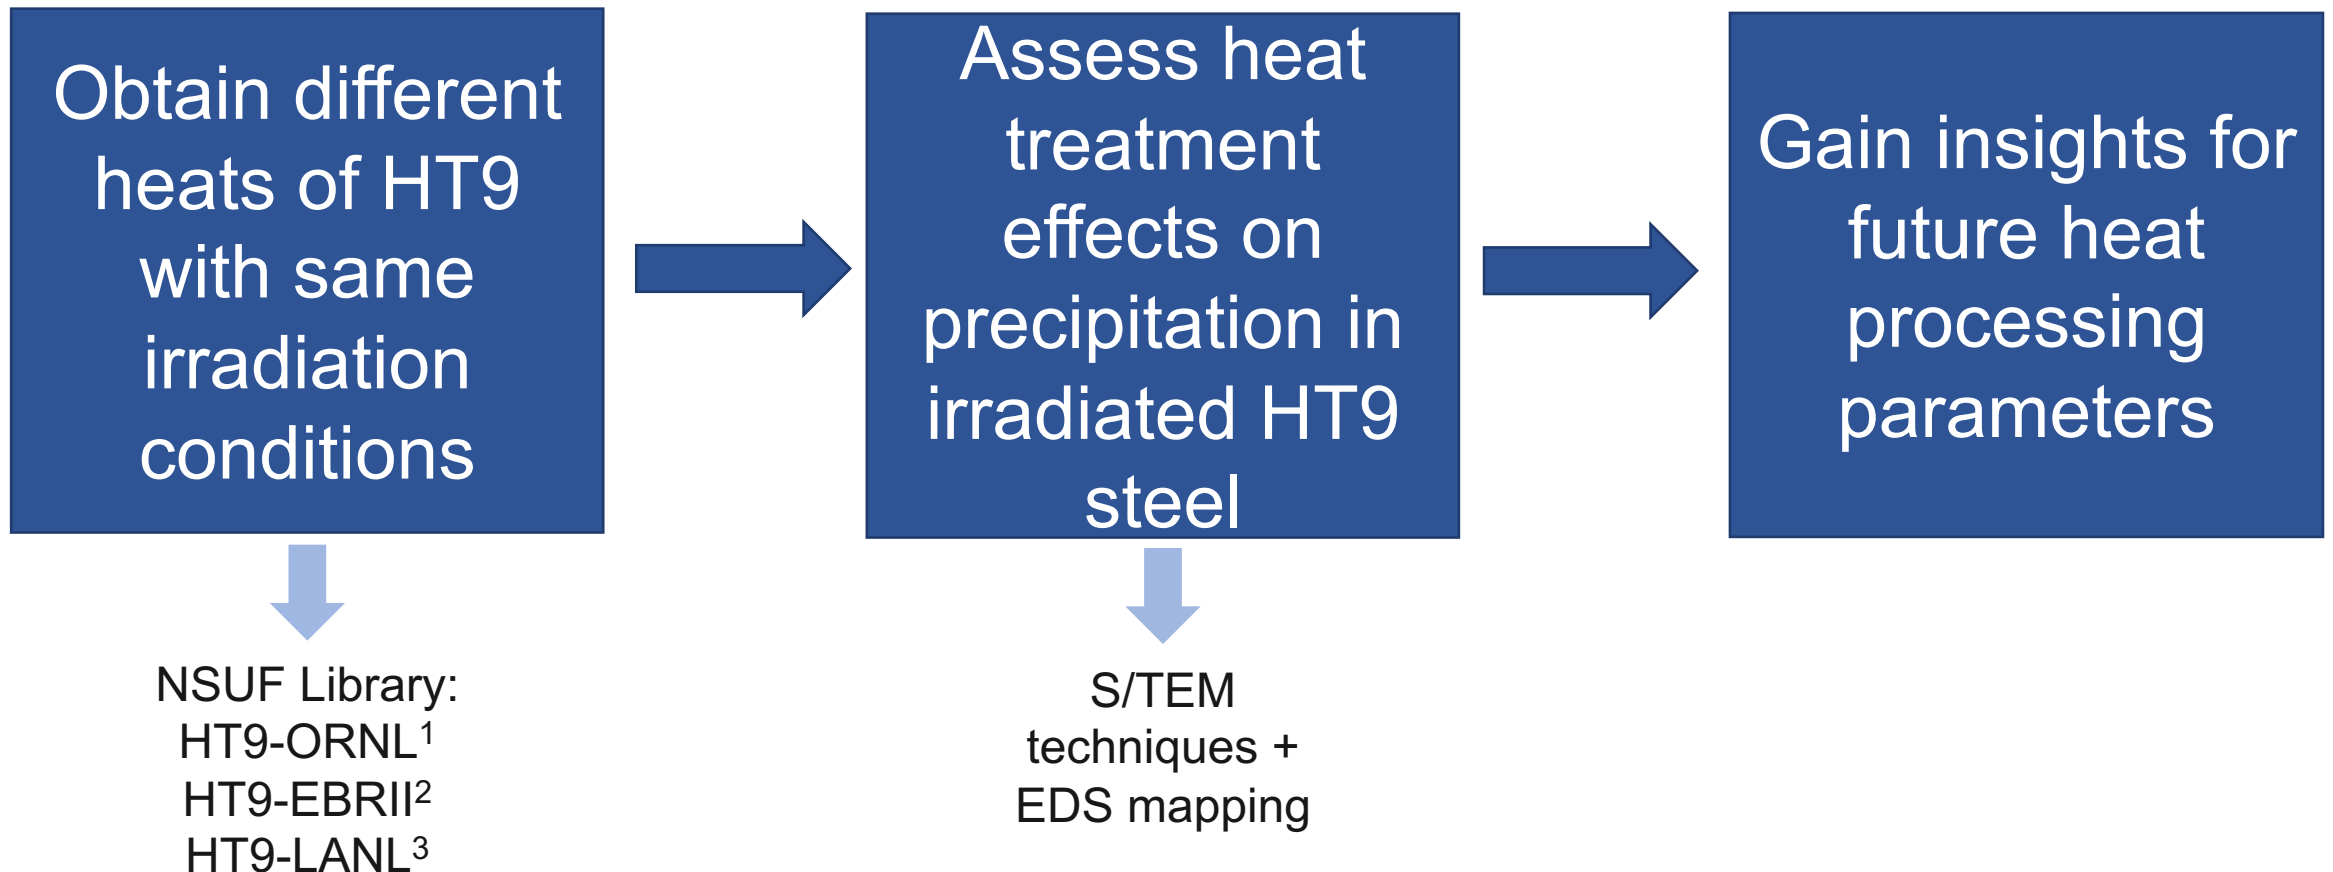 Obtain different
heats of HT9
with same
irradiation
conditions
Assess heat
treatment
effects on
precipitation in
irradiated HT9
steel
Gain insights for
future heat
processing
parameters
NSUF Library:
HT9-ORNL¹
HT9-EBRII²
HT9-LANL³
S/TEM
techniques +
EDS mapping